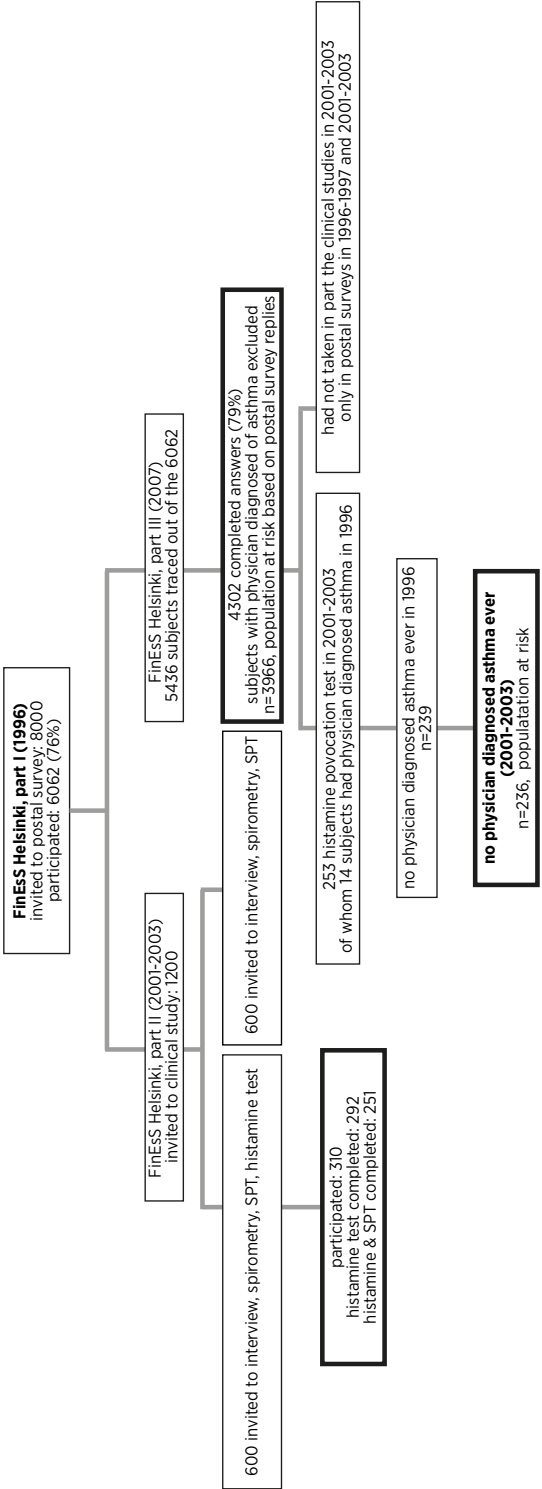 FinEsS Helsinki, part I (1996)
invited to postal survey: 8000
participated: 6062 (76%)
FinEsS Helsinki, part II (2001-2003)
invited to clinical study: 1200
FinEsS Helsinki, part III (2007)
5436 subjects traced out of the 6062
600 invited to interview, spirometry, SPT, histamine test
600 invited to interview, spirometry, SPT
4302 completed answers (79%)
subjects with physician diagnosed of asthma excluded
n=3966, population at risk based on postal survey replies
participated: 310
histamine test completed: 292
histamine & SPT completed: 251
253 histamine povocation test in 2001-2003
of whom 14 subjects had physician diagnosed asthma in 1996
had not taken in part the clinical studies in 2001-2003
only in postal surveys in 1996-1997 and 2001-2003
no physician diagnosed asthma ever in 1996
n=239
no physician diagnosed asthma ever
(2001-2003)
n=236, populatation at risk